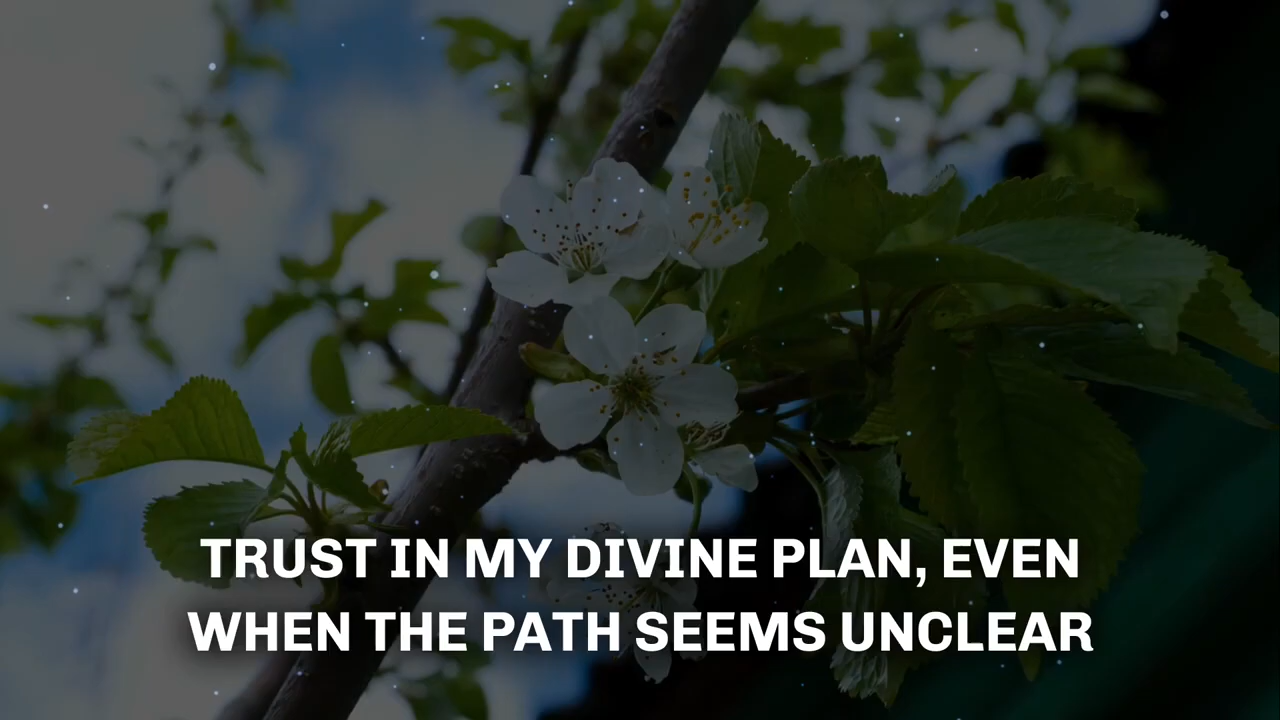 TRUST IN MY DIVINE PLAN, EVEN
WHEN THE PATH SEEMS UNCLEAR